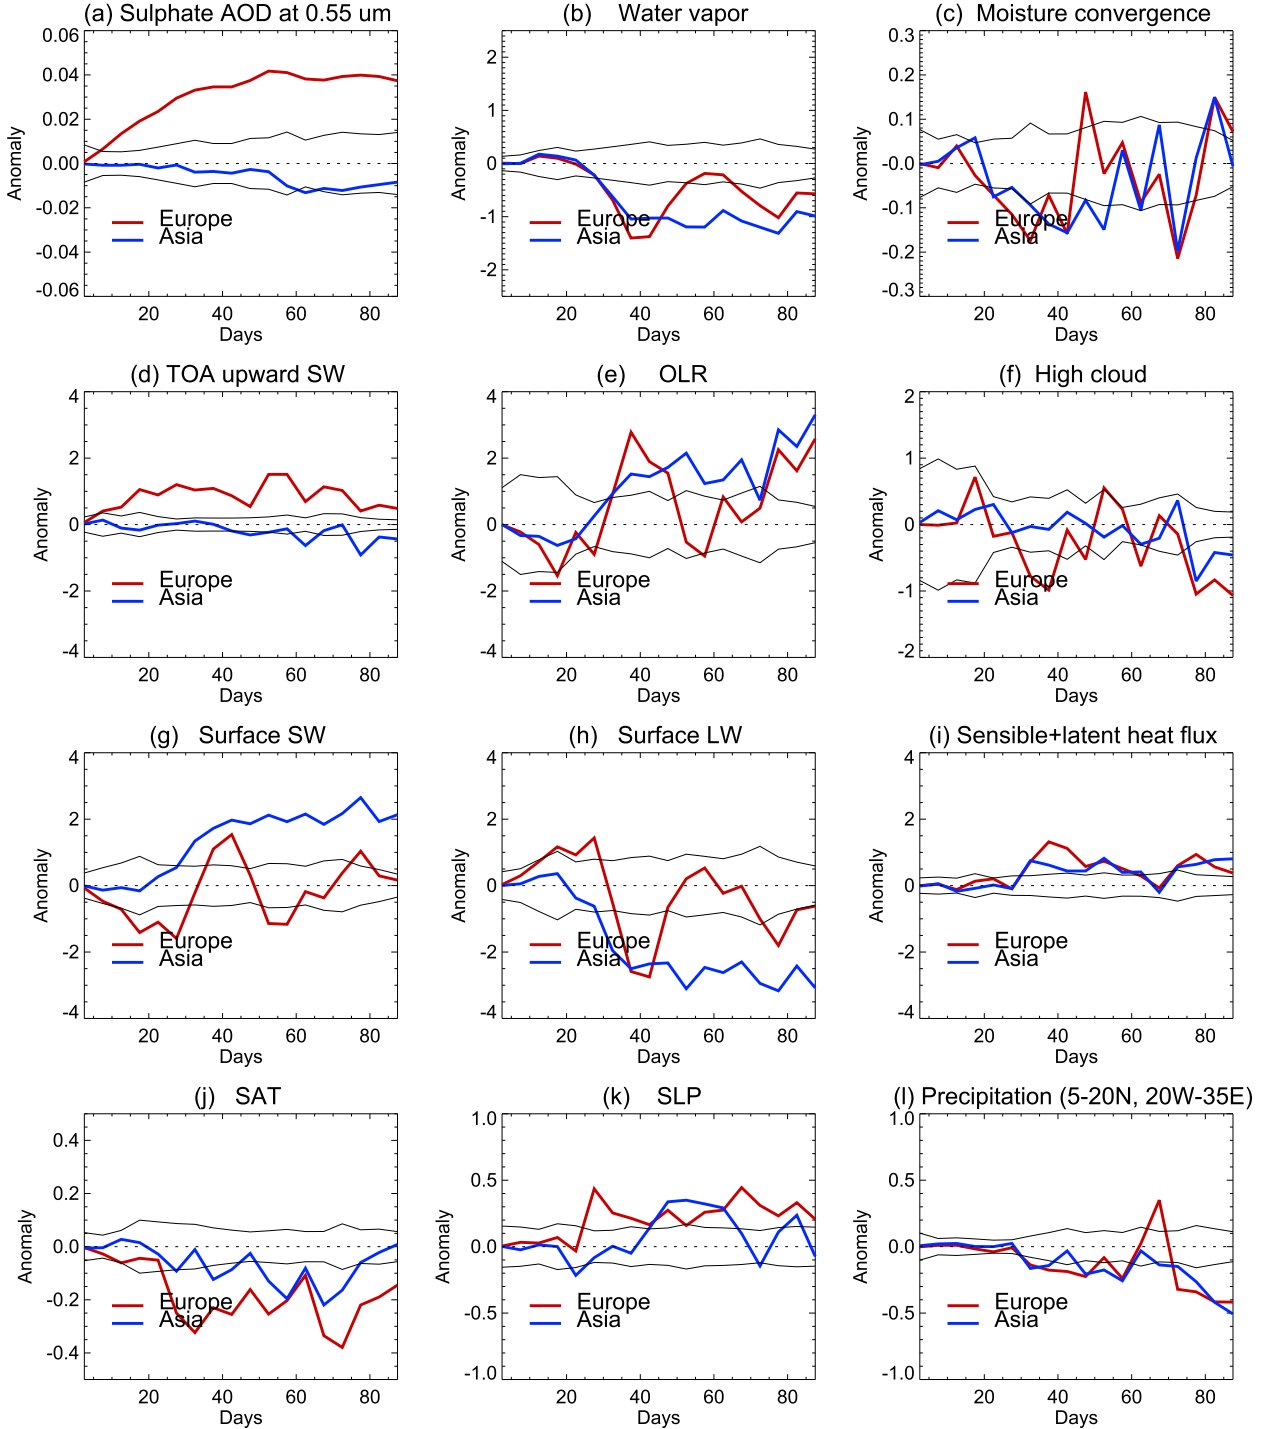 (a) Sulphate AOD at 0.55 um
0.06
0.04
0.02
0.00
-0.02
-0.04
-0.06
Anomaly
Europe
Asia
20 40 60 80
Days
(b) Water vapor
2
1
0
-1
-2
Anomaly
Europe
Asia
20 40 60 80
Days
(c) Moisture convergence
0.3
0.2
0.1
-0.0
-0.1
-0.2
-0.3
Anomaly
Europe
Asia
20 40 60 80
Days
(d) TOA upward SW
4
2
0
-2
-4
Anomaly
Europe
Asia
20 40 60 80
Days
(e) OLR
4
2
0
-2
-4
Anomaly
Europe
Asia
20 40 60 80
Days
(f) High cloud
2
1
0
-1
-2
Anomaly
Europe
Asia
20 40 60 80
Days
(g) Surface SW
4
2
0
-2
-4
Anomaly
Europe
Asia
20 40 60 80
Days
(h) Surface LW
4
2
0
-2
-4
Anomaly
Europe
Asia
20 40 60 80
Days
(i) Sensible+latent heat flux
4
2
0
-2
-4
Anomaly
Europe
Asia
20 40 60 80
Days
(j) SAT
0.4
0.2
0.0
-0.2
-0.4
Anomaly
Europe
Asia
20 40 60 80
Days
(k) SLP
1.0
0.5
0.0
-0.5
-1.0
Anomaly
Europe
Asia
20 40 60 80
Days
(l) Precipitation (5-20N, 20W-35E)
1.0
0.5
0.0
-0.5
-1.0
Anomaly
Europe
Asia
20 40 60 80
Days